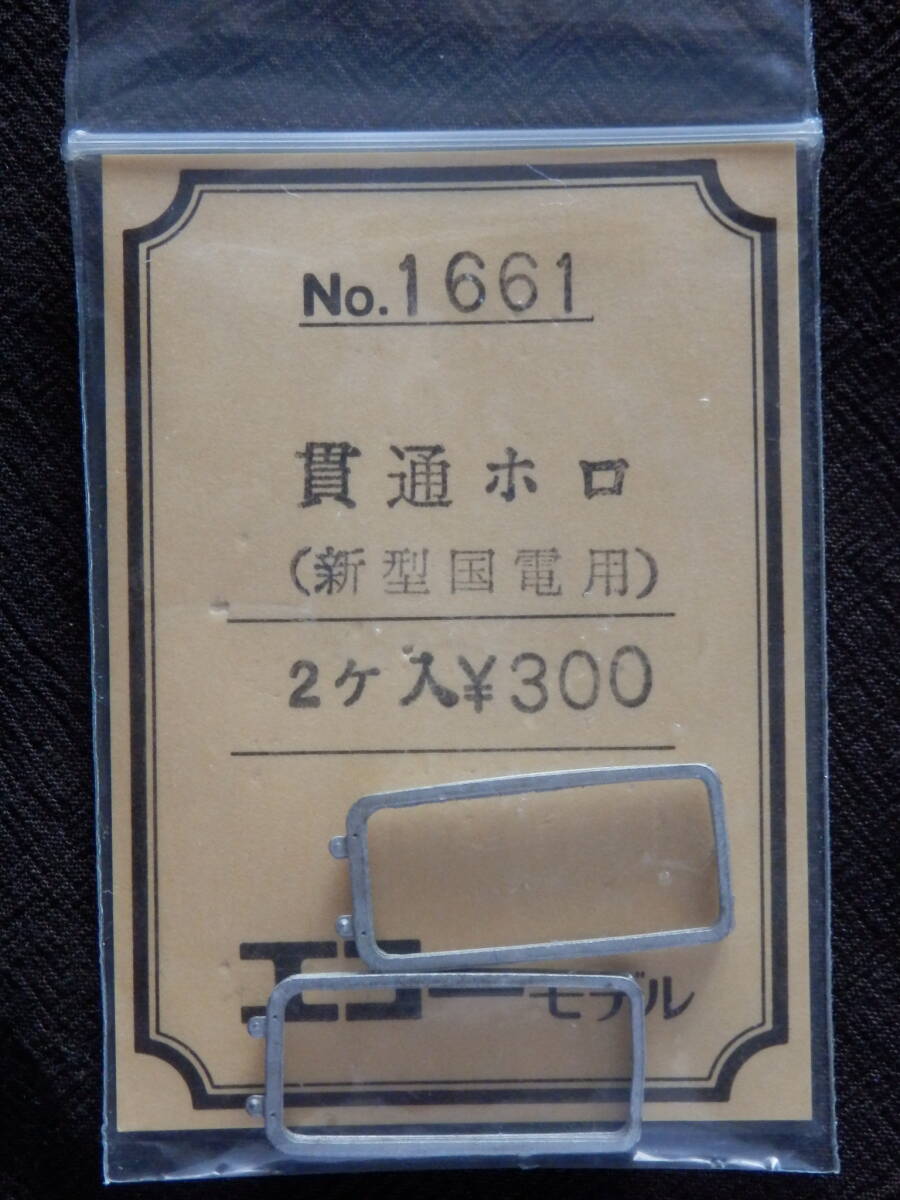 No.1661
貫通ホロ
(新型国電用)
2ケ入¥300
エコーモデル